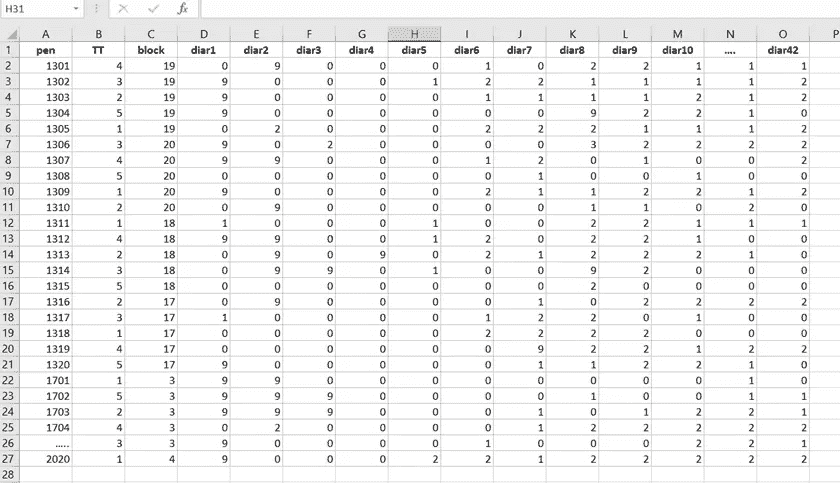 H31 fx
A B C D E F G H I J K L M N O P
1 pen TT block diar1 diar2 diar3 diar4 diar5 diar6 diar7 diar8 diar9 diar10 .... diar42
2 1301 4 19 0 9 0 0 0 1 0 2 2 1 1 1
3 1302 3 19 9 0 0 0 1 2 2 1 1 1 1 2
4 1303 2 19 9 0 0 0 0 1 1 1 1 2 1 2
5 1304 5 19 9 0 0 0 0 0 0 9 2 2 1 0
6 1305 1 19 0 2 0 0 0 2 2 2 1 1 1 2
7 1306 3 20 9 0 2 0 0 0 0 3 2 2 2 2
8 1307 4 20 9 9 0 0 0 1 2 0 1 0 0 2
9 1308 5 20 0 0 0 0 0 0 1 0 0 1 0 0
10 1309 1 20 9 0 0 0 0 2 1 1 2 2 1 2
11 1310 2 20 0 9 0 0 0 0 0 1 1 0 2 0
12 1311 1 18 1 0 0 0 1 0 0 2 2 1 1 1
13 1312 4 18 9 9 0 0 1 2 0 2 2 1 0 0
14 1313 2 18 0 9 0 9 0 2 1 2 2 2 1 0
15 1314 3 18 0 9 9 0 1 0 0 9 2 0 0 0
16 1315 5 18 0 0 0 0 0 0 0 2 0 0 0 0
17 1316 2 17 0 9 0 0 0 0 1 0 2 2 2 2
18 1317 3 17 1 0 0 0 0 1 2 2 0 1 0 0
19 1318 1 17 0 0 0 0 0 2 2 2 2 0 0 0
20 1319 4 17 0 0 0 0 0 0 9 2 2 1 2 2
21 1320 5 17 9 0 0 0 0 0 1 1 2 2 1 0
22 1701 1 3 9 9 0 0 0 0 0 0 0 0 1 0
23 1702 5 3 9 9 9 0 0 0 0 1 0 0 1 1
24 1703 2 3 9 9 9 0 0 0 1 0 1 2 2 1
25 1704 4 3 0 2 0 0 0 0 1 2 2 2 2 2
26 ..... 3 3 9 0 0 0 0 1 0 0 0 2 2 1
27 2020 1 4 9 0 0 0 2 2 1 2 2 2 2 2
28